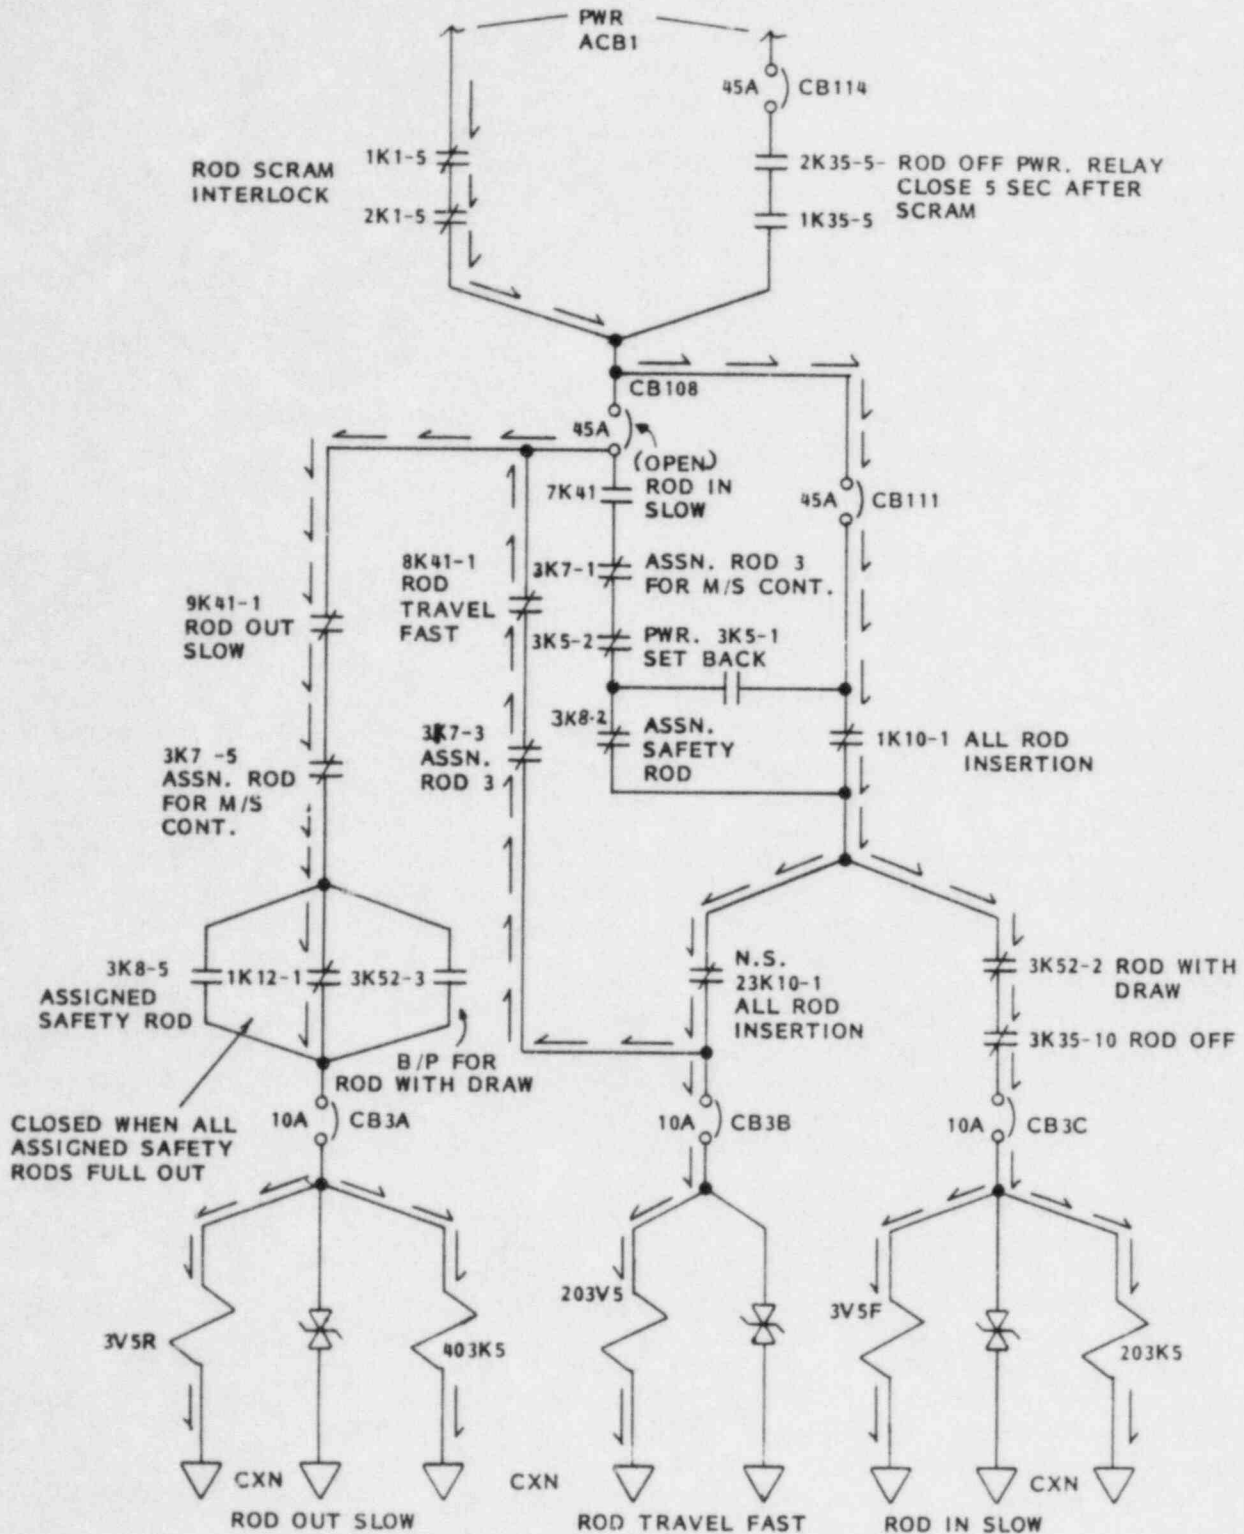 PWR
ACB1
45A
CB114
1K1-5
ROD SCRAM
INTERLOCK
2K1-5
2K35-5- ROD OFF PWR. RELAY
CLOSE 5 SEC AFTER
SCRAM
1K35-5
CB108
45A
(OPEN)
ROD IN
SLOW
7K41
45A
CB111
8K41-1
ROD
TRAVEL
FAST
3K7-1
ASSN. ROD 3
FOR M/S CONT.
9K41-1
ROD OUT
SLOW
3K5-2
PWR. 3K5-1
SET BACK
3K7-3
ASSN.
ROD 3
3K8-2
ASSN.
SAFETY
ROD
1K10-1 ALL ROD
INSERTION
3K7 -5
ASSN. ROD
FOR M/S
CONT.
3K8-5
ASSIGNED
SAFETY ROD
1K12-1
3K52-3
N.S.
23K10-1
ALL ROD
INSERTION
3K52-2 ROD WITH
DRAW
3K35-10 ROD OFF
B/P FOR
ROD WITH DRAW
CLOSED WHEN ALL
ASSIGNED SAFETY
RODS FULL OUT
10A
CB3A
10A
CB3B
10A
CB3C
3V5R
403K5
203V5
3V5F
203K5
CXN
CXN
CXN
ROD OUT SLOW
ROD TRAVEL FAST
ROD IN SLOW